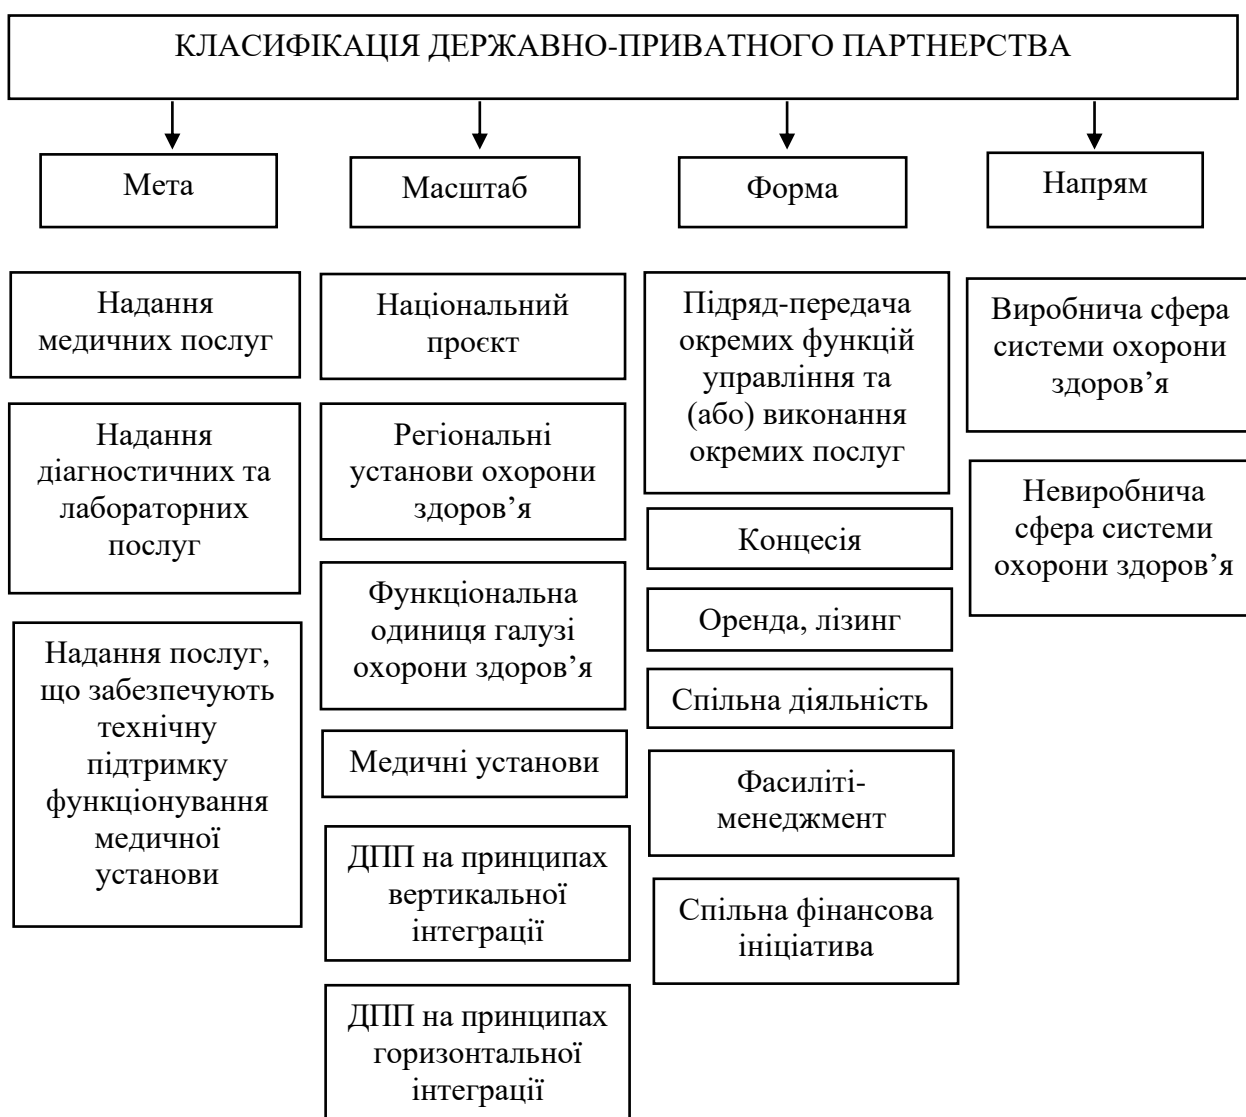 КЛАСИФІКАЦІЯ ДЕРЖАВНО-ПРИВАТНОГО ПАРТНЕРСТВА
Мета
Масштаб
Форма
Напрям
Надання
медичних послуг
Надання
діагностичних та
лабораторних
послуг
Надання послуг,
що забезпечують
технічну
підтримку
функціонування
медичної
установи
Національний
проєкт
Регіональні
установи охорони
здоров’я
Функціональна
одиниця галузі
охорони здоров’я
Медичні установи
ДПП на принципах
вертикальної
інтеграції
ДПП на принципах
горизонтальної
інтеграції
Підряд-передача
окремих функцій
управління та
(або) виконання
окремих послуг
Концесія
Оренда, лізинг
Спільна діяльність
Фасиліті-
менеджмент
Спільна фінансова
ініціатива
Виробнича сфера
системи охорони
здоров’я
Невиробнича
сфера системи
охорони здоров’я